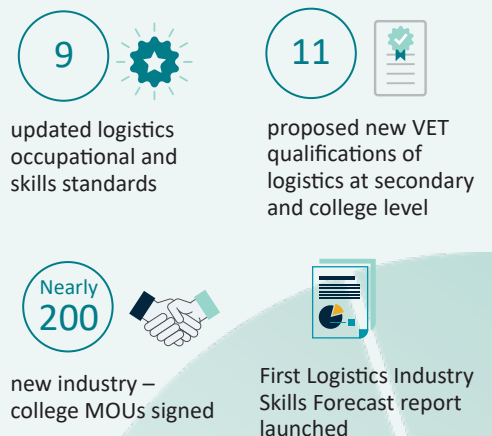 9
updated logistics
occupational and
skills standards
11
proposed new VET
qualifications of
logistics at secondary
and college level
Nearly
200
new industry –
college MOUs signed
First Logistics Industry
Skills Forecast report
launched